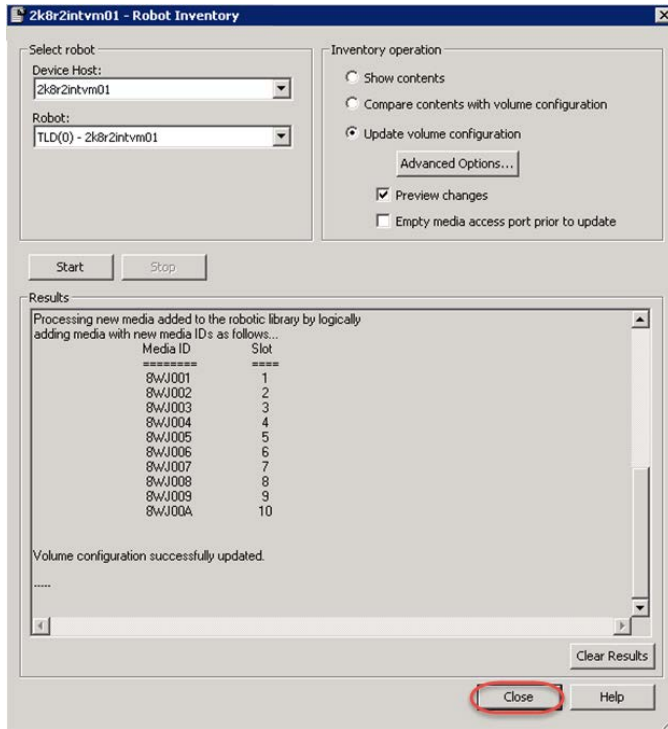 2k8r2intvm01 - Robot Inventory
Select robot
Device Host:
2k8r2intvm01
Robot:
TLD(0) - 2k8r2intvm01
Inventory operation
Show contents
Compare contents with volume configuration
Update volume configuration
Advanced Options...
Preview changes
Empty media access port prior to update
Start Stop
Results
Processing new media added to the robotic library by logically
adding media with new media IDs as follows...
Media ID Slot
======== ====
8WJ001 1
8WJ002 2
8WJ003 3
8WJ004 4
8WJ005 5
8WJ006 6
8WJ007 7
8WJ008 8
8WJ009 9
8WJ00A 10
Volume configuration successfully updated.
.....
Clear Results
Close Help